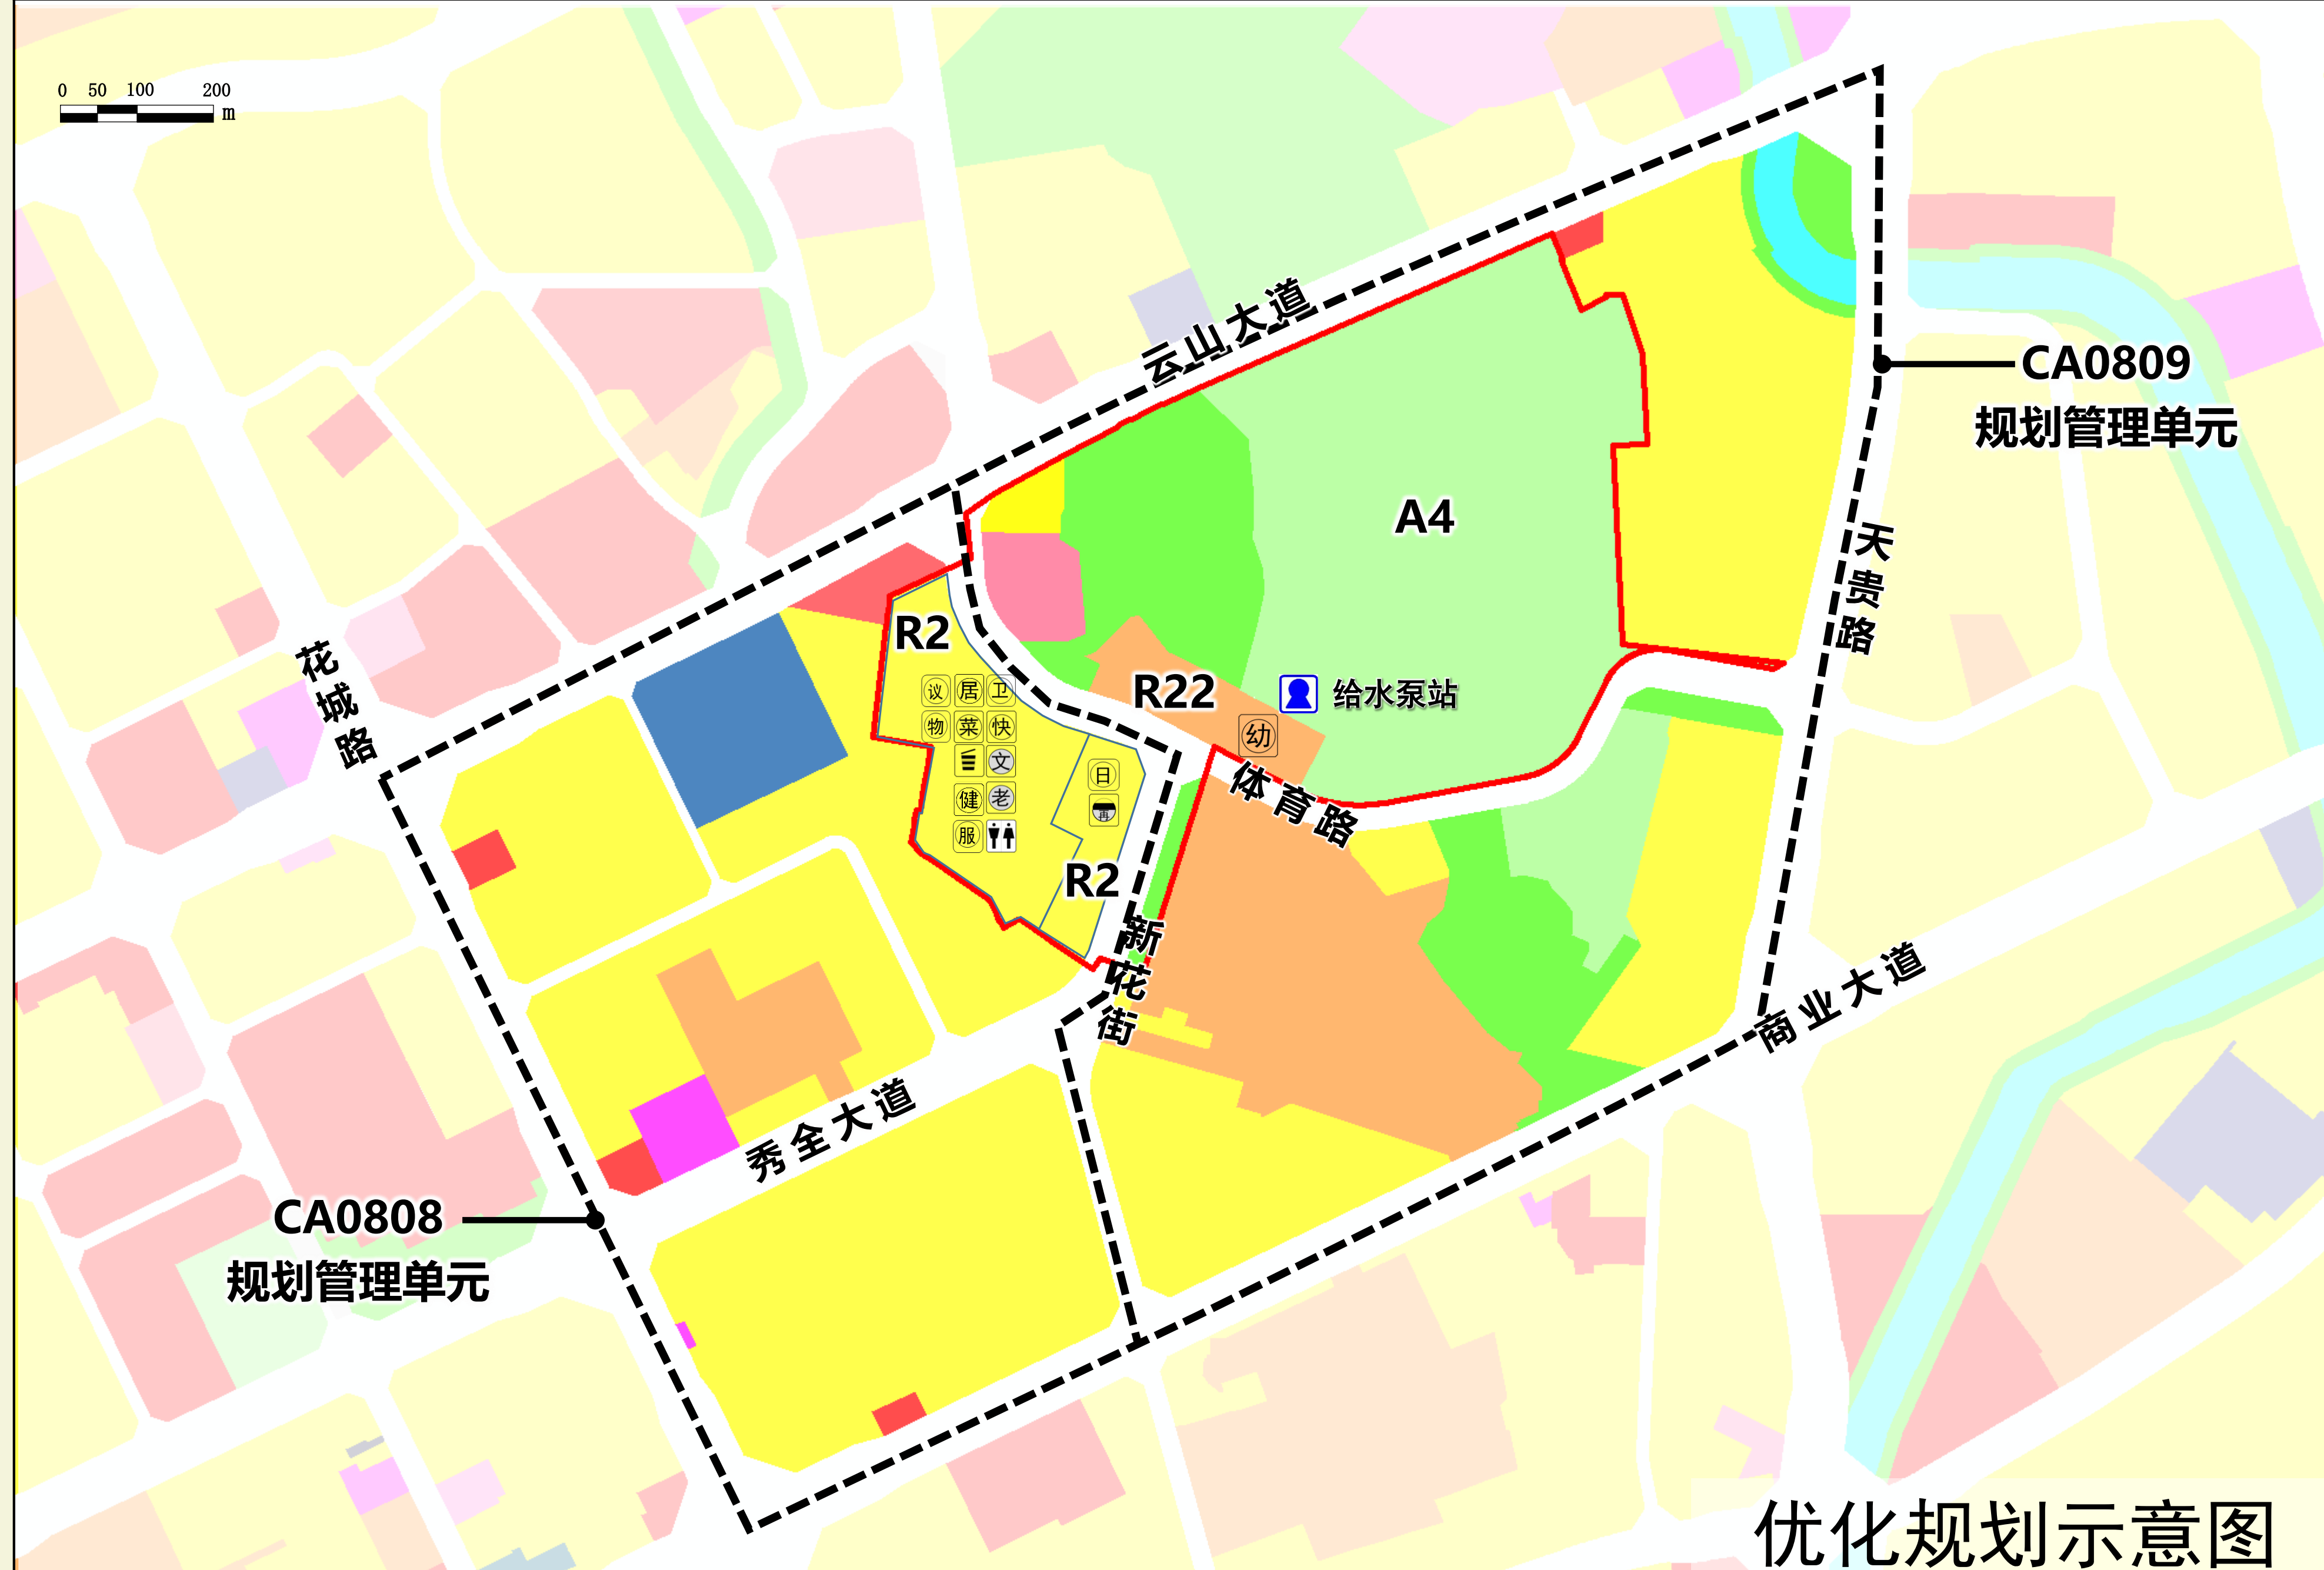 0 50 100 200
m
云山大道
CA0809
规划管理单元
A4
天贵路
R2
花城路
R22
给水泵站
议 居 卫
物 菜 快
文
日
健 老
再
服
幼
体育路
R2
新花街
商业大道
秀全大道
CA0808
规划管理单元
优化规划示意图